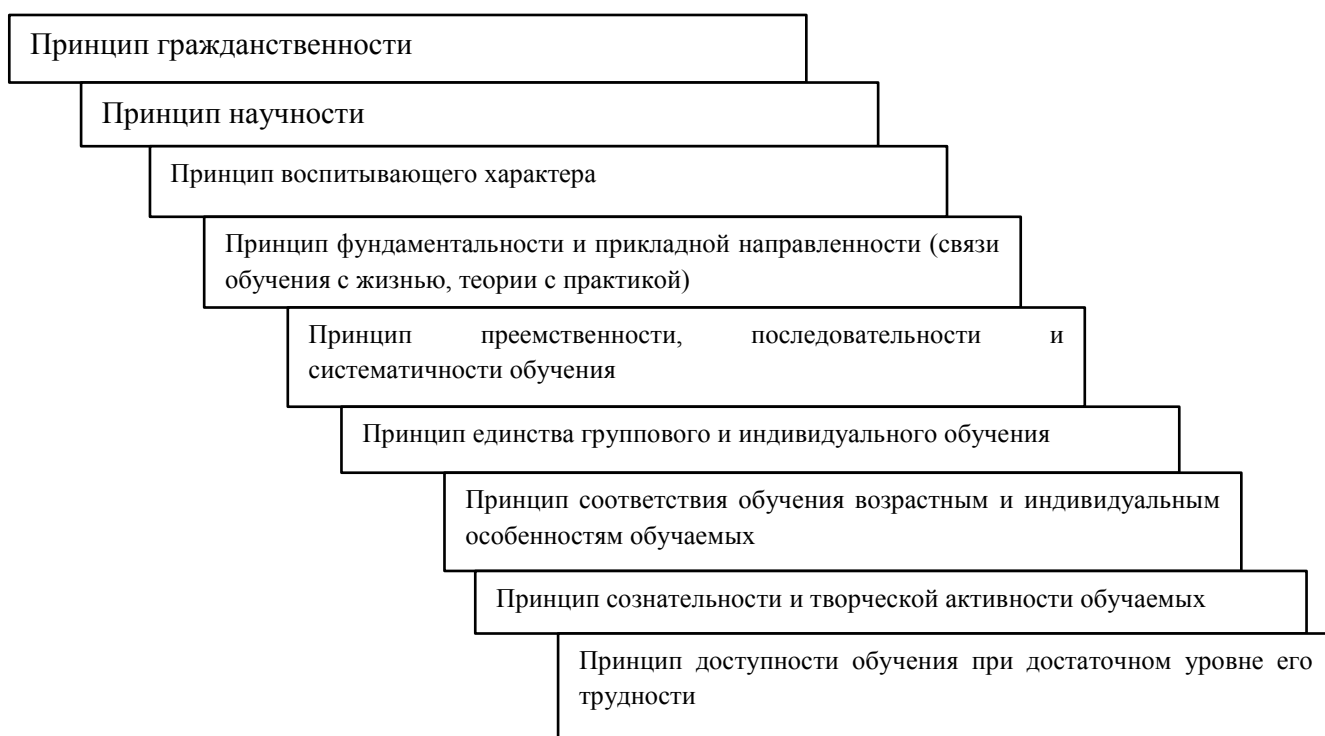 Принцип гражданственности
Принцип научности
Принцип воспитывающего характера
Принцип фундаментальности и прикладной направленности (связи
обучения с жизнью, теории с практикой)
Принцип преемственности, последовательности и
систематичности обучения
Принцип единства группового и индивидуального обучения
Принцип соответствия обучения возрастным и индивидуальным
особенностям обучаемых
Принцип сознательности и творческой активности обучаемых
Принцип доступности обучения при достаточном уровне его
трудности